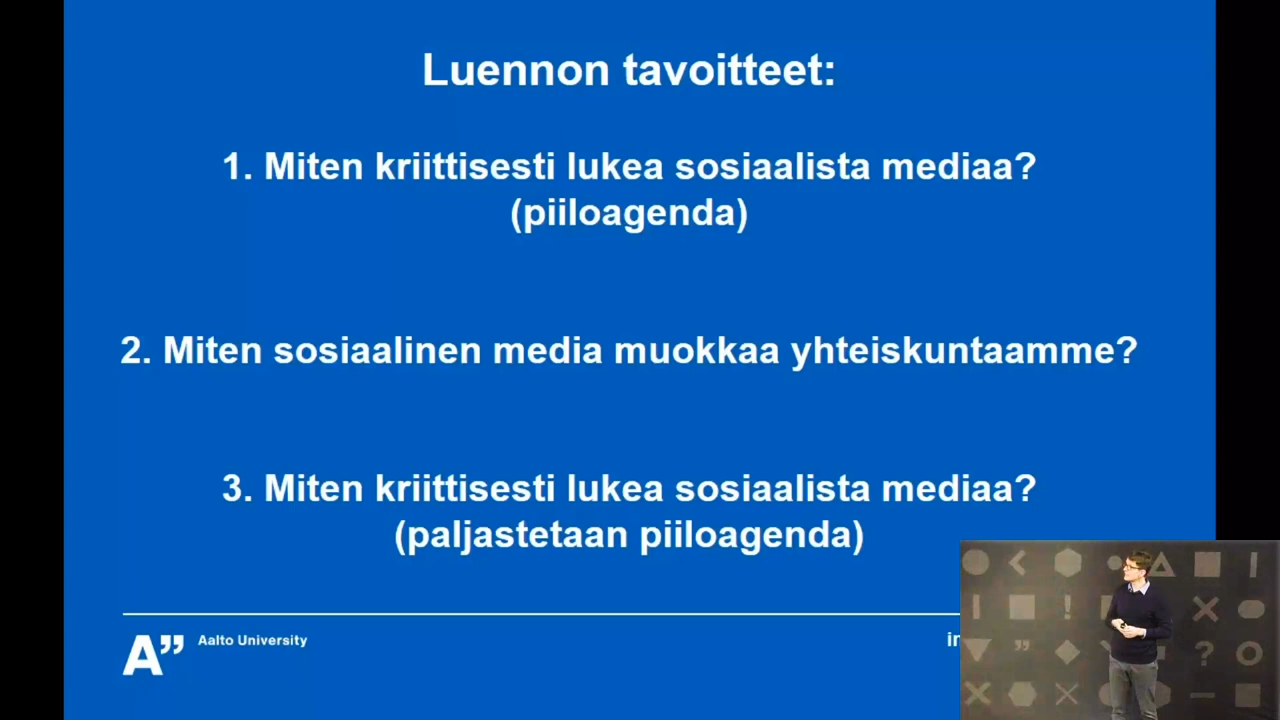 Luennon tavoitteet:
1. Miten kriittisesti lukea sosiaalista mediaa?
(piiloagenda)
2. Miten sosiaalinen media muokkaa yhteiskuntaamme?
3. Miten kriittisesti lukea sosiaalista mediaa?
(paljastetaan piiloagenda)
A” Aalto University